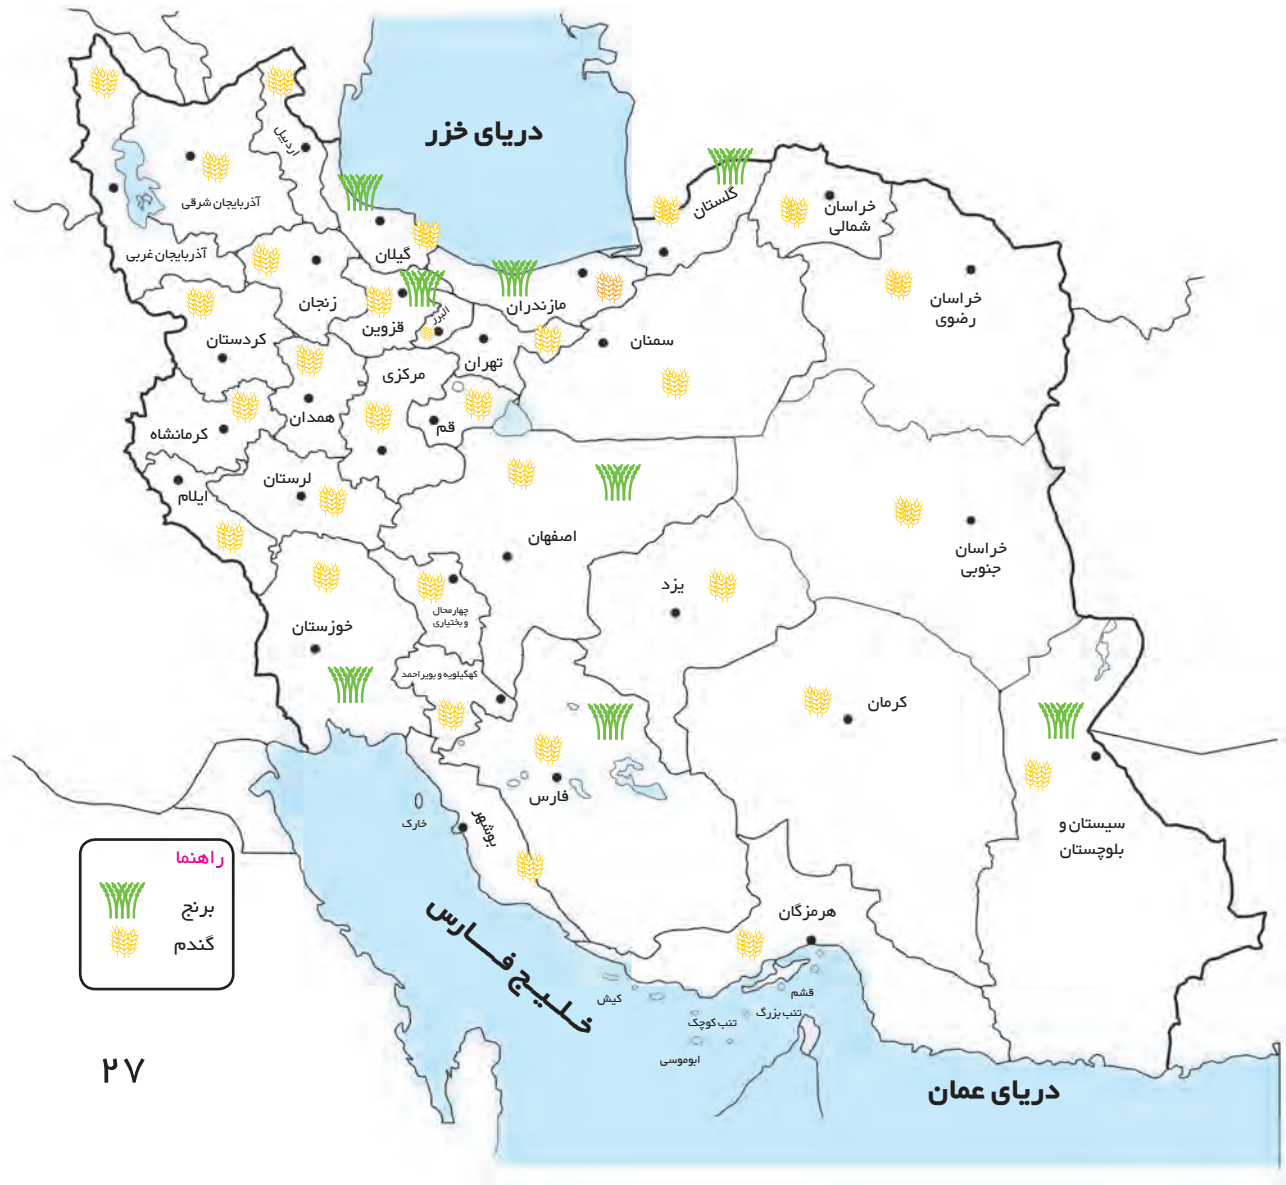 دریای خزر
اردبیل
آذربایجان شرقی
آذربایجان غربی
گیلان
گلستان
خراسان
شمالی
خراسان
رضوی
زنجان
قزوین
البرز
مازندران
تهران
سمنان
کردستان
همدان
مرکزی
قم
کرمانشاه
لرستان
ایلام
اصفهان
خراسان
جنوبی
یزد
خوزستان
چهارمحال
و بختیاری
کهگیلویه و بویراحمد
کرمان
فارس
بوشهر
خارک
سیستان و
بلوچستان
هرمزگان
خلیج فارس
کیش
قشم
تنب بزرگ
تنب کوچک
ابوموسی
دریای عمان
راهنما
برنج
گندم
۲۷